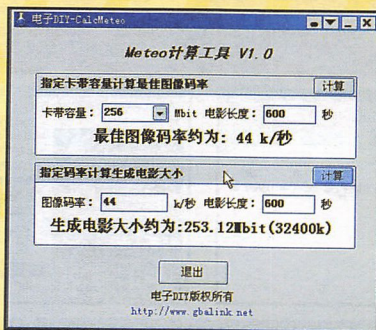 电子DIY-CalcMeteo
Meteo计算工具 V1.0
指定卡带容量计算最佳图像码率 计算
卡带容量: 256 Mbit 电影长度: 600 秒
最佳图像码率约为: 44 k/秒
指定码率计算生成电影大小 计算
图像码率: 44 k/秒 电影长度: 600 秒
生成电影大小约为:253.12Mbit(32400k)
退出
电子DIY版权所有
http://www.gbalink.net